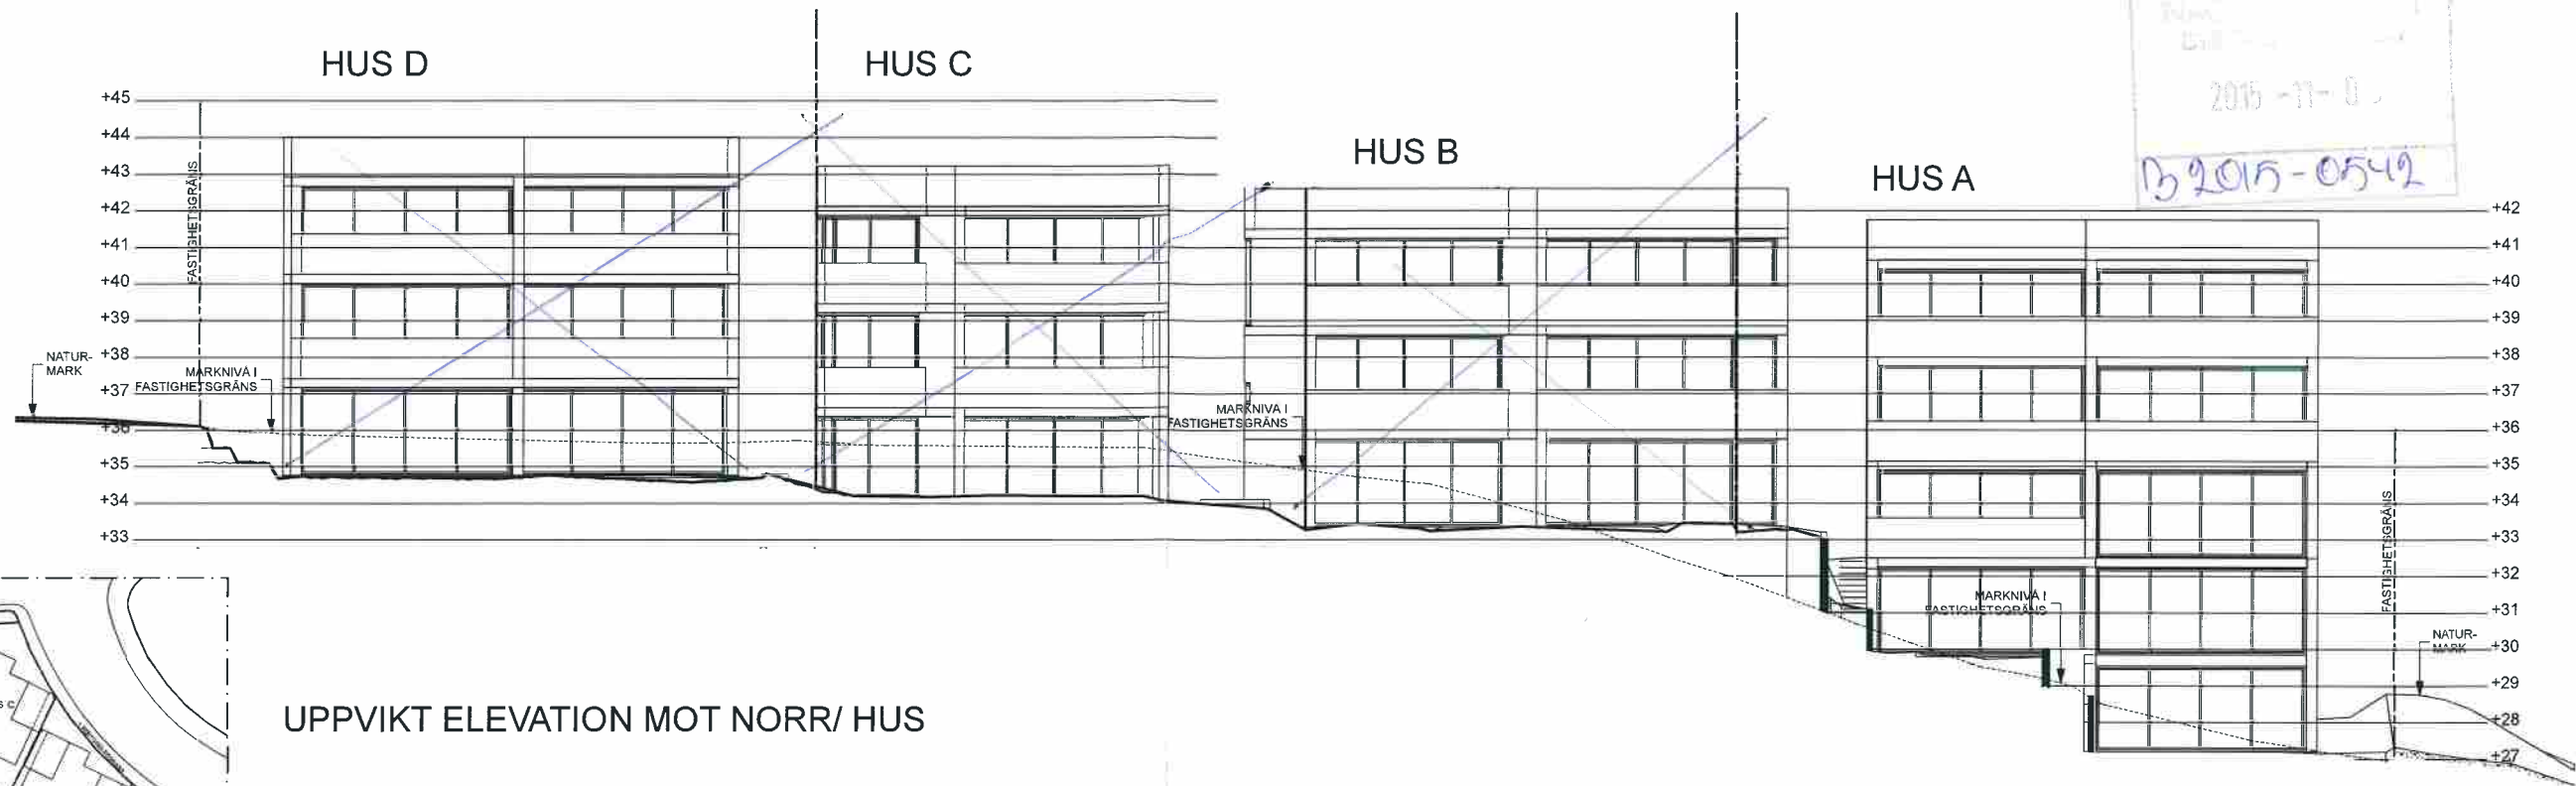 HUS D
HUS C
HUS B
HUS A
2015-11-0
B 2015-0542
+45
+44
+43
+42
+41
+40
+39
+38
+37
+36
+35
+34
+33
FASTIGHETSGRÄNS
NATUR-
MARK
MARKNIVÅ I
FASTIGHETSGRÄNS
MARKNIVÅ I
FASTIGHETSGRÄNS
MARKNIVÅ I
FASTIGHETSGRÄNS
+42
+41
+40
+39
+38
+37
+36
+35
+34
+33
+32
+31
+30
+29
+28
+27
FASTIGHETSGRÄNS
NATUR-
MARK
UPPVIKT ELEVATION MOT NORR/ HUS
S C